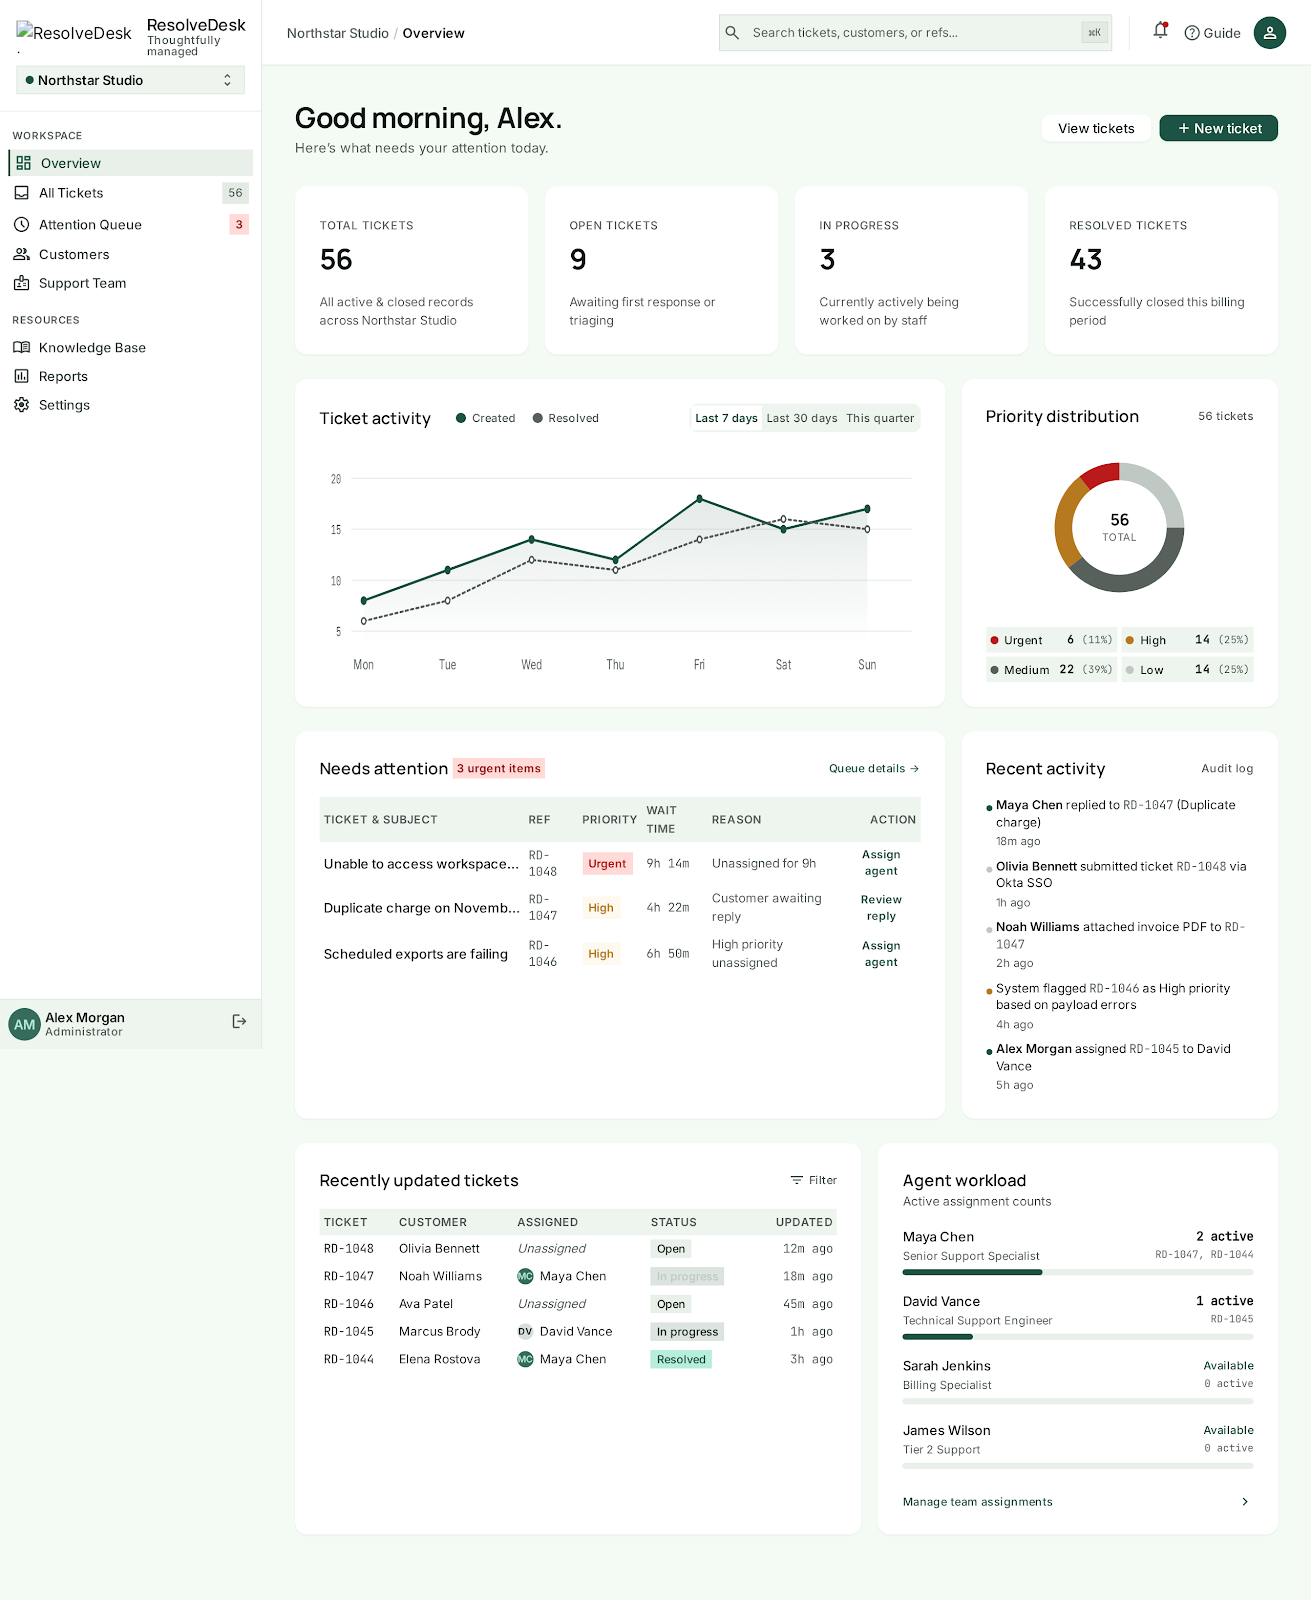 ResolveDesk
ResolveDesk
Thoughtfully
managed
Northstar Studio
WORKSPACE
Overview
All Tickets 56
Attention Queue 3
Customers
Support Team
RESOURCES
Knowledge Base
Reports
Settings
AM Alex Morgan
Administrator
Northstar Studio / Overview
Search tickets, customers, or refs... ⌘K
Guide
Good morning, Alex.
Here's what needs your attention today.
View tickets
+ New ticket
TOTAL TICKETS
56
All active & closed records
across Northstar Studio
OPEN TICKETS
9
Awaiting first response or
triaging
IN PROGRESS
3
Currently actively being
worked on by staff
RESOLVED TICKETS
43
Successfully closed this billing
period
Ticket activity Created Resolved Last 7 days Last 30 days This quarter
20
15
10
5
Mon Tue Wed Thu Fri Sat Sun
Priority distribution 56 tickets
56
TOTAL
Urgent 6 (11%) High 14 (25%)
Medium 22 (39%) Low 14 (25%)
Needs attention 3 urgent items Queue details →
TICKET & SUBJECT REF PRIORITY WAIT TIME REASON ACTION
Unable to access workspace... RD-1048 Urgent 9h 14m Unassigned for 9h Assign agent
Duplicate charge on Novemb... RD-1047 High 4h 22m Customer awaiting reply Review reply
Scheduled exports are failing RD-1046 High 6h 50m High priority unassigned Assign agent
Recent activity Audit log
Maya Chen replied to RD-1047 (Duplicate
charge)
18m ago
Olivia Bennett submitted ticket RD-1048 via
Okta SSO
1h ago
Noah Williams attached invoice PDF to RD-
1047
2h ago
System flagged RD-1046 as High priority
based on payload errors
4h ago
Alex Morgan assigned RD-1045 to David
Vance
5h ago
Recently updated tickets Filter
TICKET CUSTOMER ASSIGNED STATUS UPDATED
RD-1048 Olivia Bennett Unassigned Open 12m ago
RD-1047 Noah Williams MC Maya Chen In progress 18m ago
RD-1046 Ava Patel Unassigned Open 45m ago
RD-1045 Marcus Brody DV David Vance In progress 1h ago
RD-1044 Elena Rostova MC Maya Chen Resolved 3h ago
Agent workload
Active assignment counts
Maya Chen 2 active
Senior Support Specialist RD-1047, RD-1044
David Vance 1 active
Technical Support Engineer RD-1045
Sarah Jenkins Available
Billing Specialist 0 active
James Wilson Available
Tier 2 Support 0 active
Manage team assignments